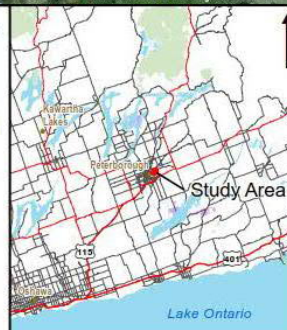 Kawartha
Lakes
Peterborough
Study Area
115
401
Oshawa
Lake Ontario